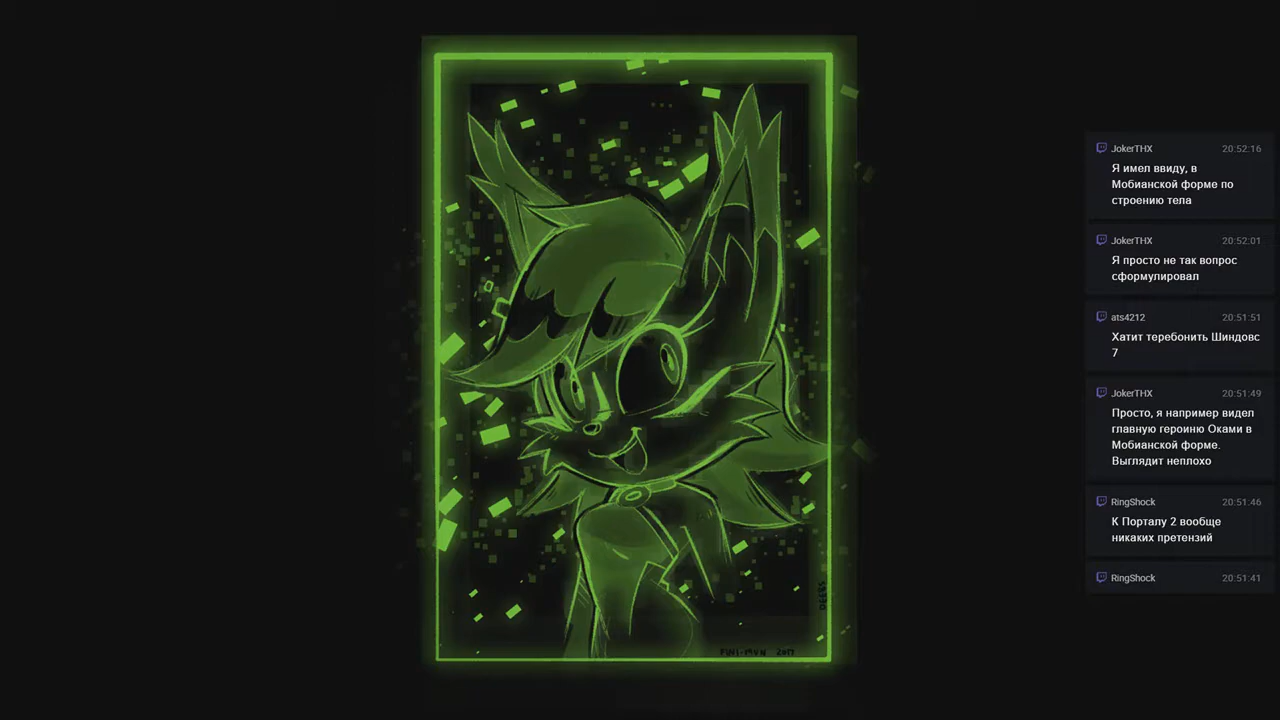 JokerTHX 20:52:16
Я имел ввиду, в
Мобианской форме по
строению тела
JokerTHX 20:52:01
Я просто не так вопрос
сформулировал
ats4212 20:51:51
Хатит теребонить Шиндовс
7
JokerTHX 20:51:49
Просто, я например видел
главную героиню Оками в
Мобианской форме.
Выглядит неплохо
RingShock 20:51:46
К Порталу 2 вообще
никаких претензий
RingShock 20:51:41
2017